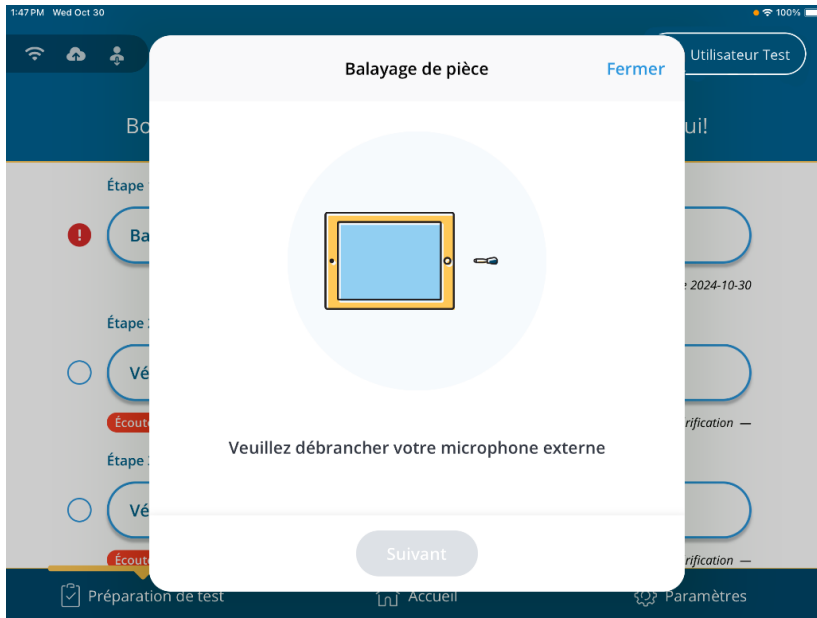 1:47 PM Wed Oct 30
100%
Utilisateur Test
Balayage de pièce
Fermer
Bo
ui!
Étape
Ba
2024-10-30
Étape
Vé
Écout
rification —
Veuillez débrancher votre microphone externe
Étape
Vé
Suivant
Écout
rification —
Préparation de test
Accueil
Paramètres